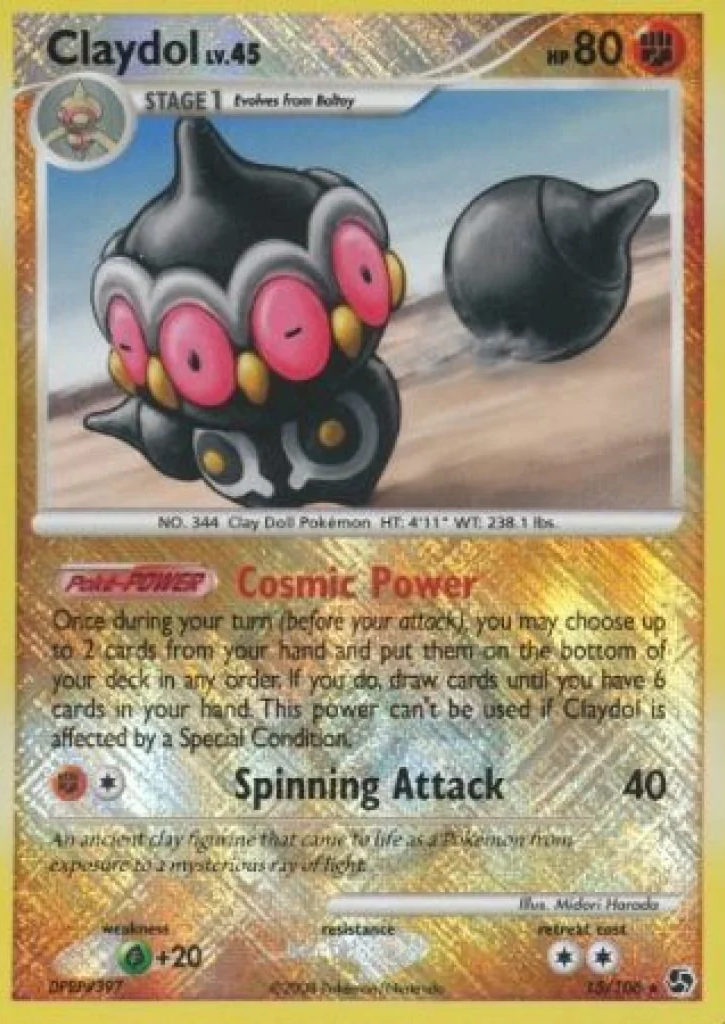 Claydol LV.45 HP 80
STAGE 1 Evolves from Baltoy
NO. 344 Clay Doll Pokémon HT: 4'11" WT: 238.1 lbs.
Poké-POWER Cosmic Power
Once during your turn (before your attack), you may choose up
to 2 cards from your hand and put them on the bottom of
your deck in any order. If you do, draw cards until you have 6
cards in your hand. This power can't be used if Claydol is
affected by a Special Condition.
Spinning Attack 40
An ancient clay figurine that came to life as a Pokémon from
exposure to a mysterious ray of light.
Illus. Midori Harada
weakness resistance retreat cost
+20
DPBP#397 ©2008 Pokémon/Nintendo 15/106